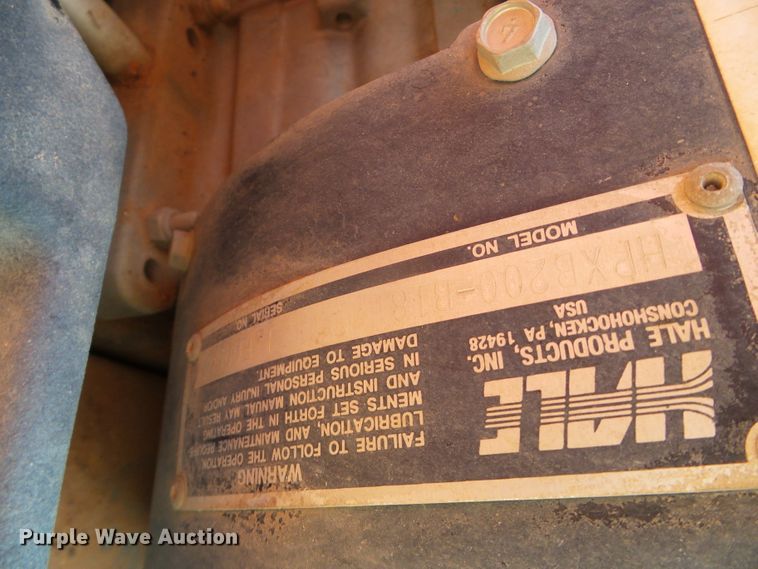 HALE
HALE PRODUCTS, INC.
CONSHOHOCKEN, PA 19428
USA
HPXB200-B18
MODEL NO.
WARNING
FAILURE TO FOLLOW THE OPERATION,
LUBRICATION, AND MAINTENANCE REQUIRE-
MENTS SET FORTH IN THE OPERATING
AND INSTRUCTION MANUAL MAY RESULT
IN SERIOUS PERSONAL INJURY AND/OR
DAMAGE TO EQUIPMENT.
SERIAL NO.
Purple Wave Auction